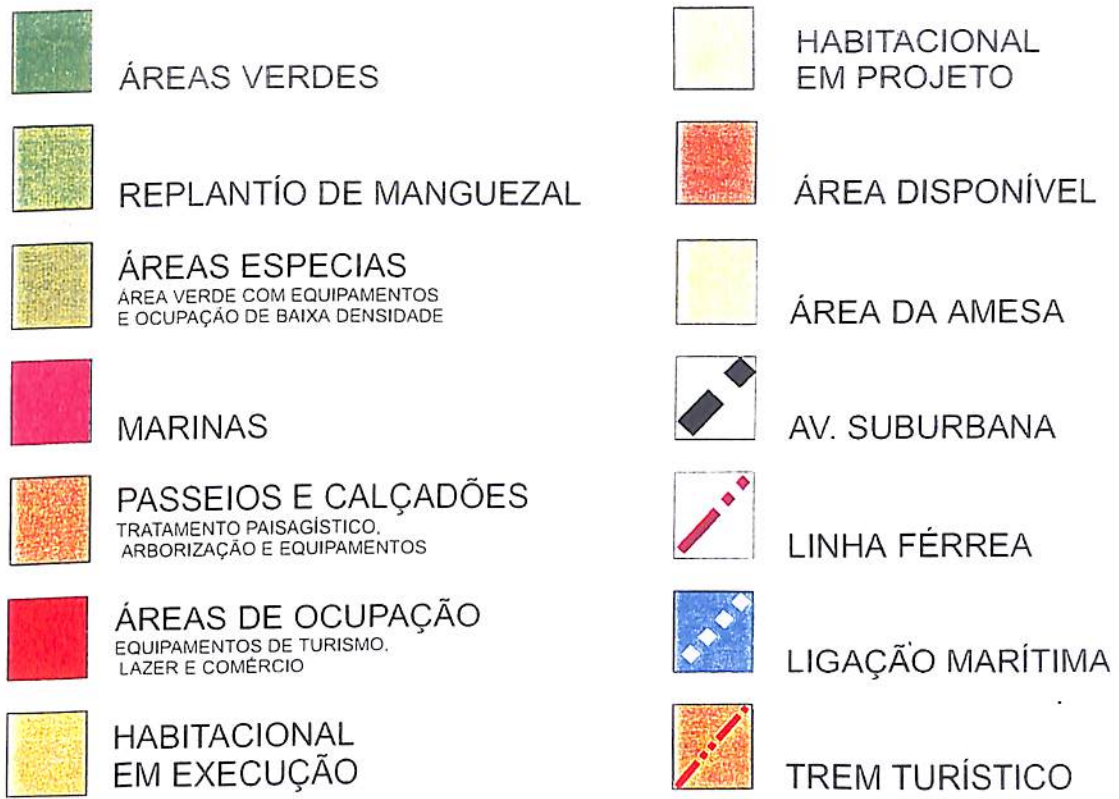 ÁREAS VERDES
REPLANTÍO DE MANGUEZAL
ÁREAS ESPECIAS
ÁREA VERDE COM EQUIPAMENTOS
E OCUPAÇÁO DE BAIXA DENSIDADE
MARINAS
PASSEIOS E CALÇADÕES
TRATAMENTO PAISAGÍSTICO,
ARBORIZAÇÃO E EQUIPAMENTOS
ÁREAS DE OCUPAÇÃO
EQUIPAMENTOS DE TURISMO,
LAZER E COMÉRCIO
HABITACIONAL
EM EXECUÇÃO
HABITACIONAL
EM PROJETO
ÁREA DISPONÍVEL
ÁREA DA AMESA
AV. SUBURBANA
LINHA FÉRREA
LIGAÇÃO MARÍTIMA
TREM TURÍSTICO